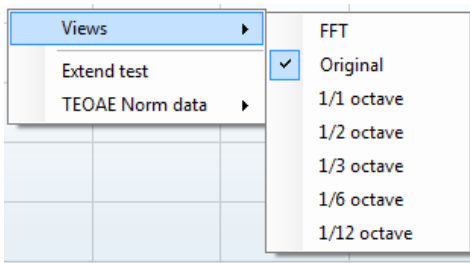 Views
Extend test
TEOAE Norm data
FFT
Original
1/1 octave
1/2 octave
1/3 octave
1/6 octave
1/12 octave